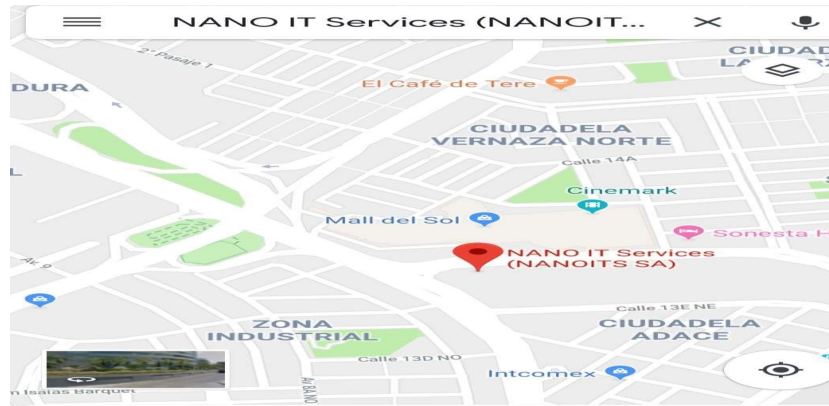 NANO IT Services (NANOIT...
2° Pasaje 1
CIUDAD
DURA
El Café de Tere
CIUDADELA
VERNAZA NORTE
Calle 14A
Cinemark
Mall del Sol
Sonesta H
NANO IT Services
(NANOITS SA)
Av. 9
Calle 13E NE
ZONA
INDUSTRIAL
CIUDADELA
ADACE
Calle 13D NO
Intcomex
Isaías Barquet